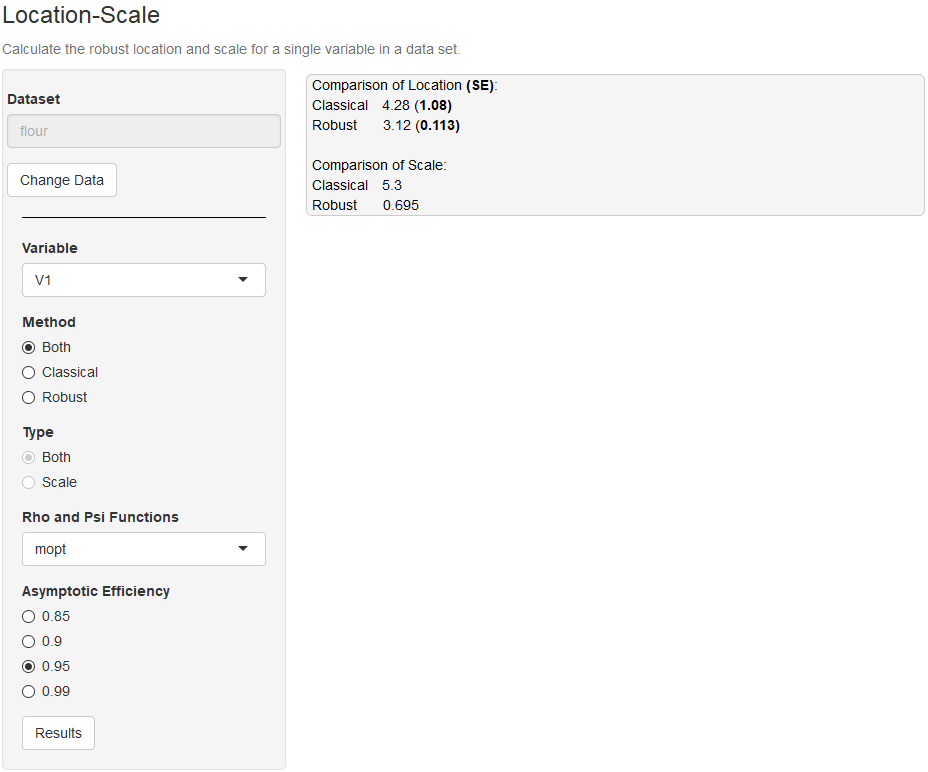 Location-Scale
Calculate the robust location and scale for a single variable in a data set.
Dataset
flour
Change Data
Variable
V1
Method
Both
Classical
Robust
Type
Both
Scale
Rho and Psi Functions
mopt
Asymptotic Efficiency
0.85
0.9
0.95
0.99
Results
Comparison of Location (SE):
Classical 4.28 (1.08)
Robust 3.12 (0.113)
Comparison of Scale:
Classical 5.3
Robust 0.695